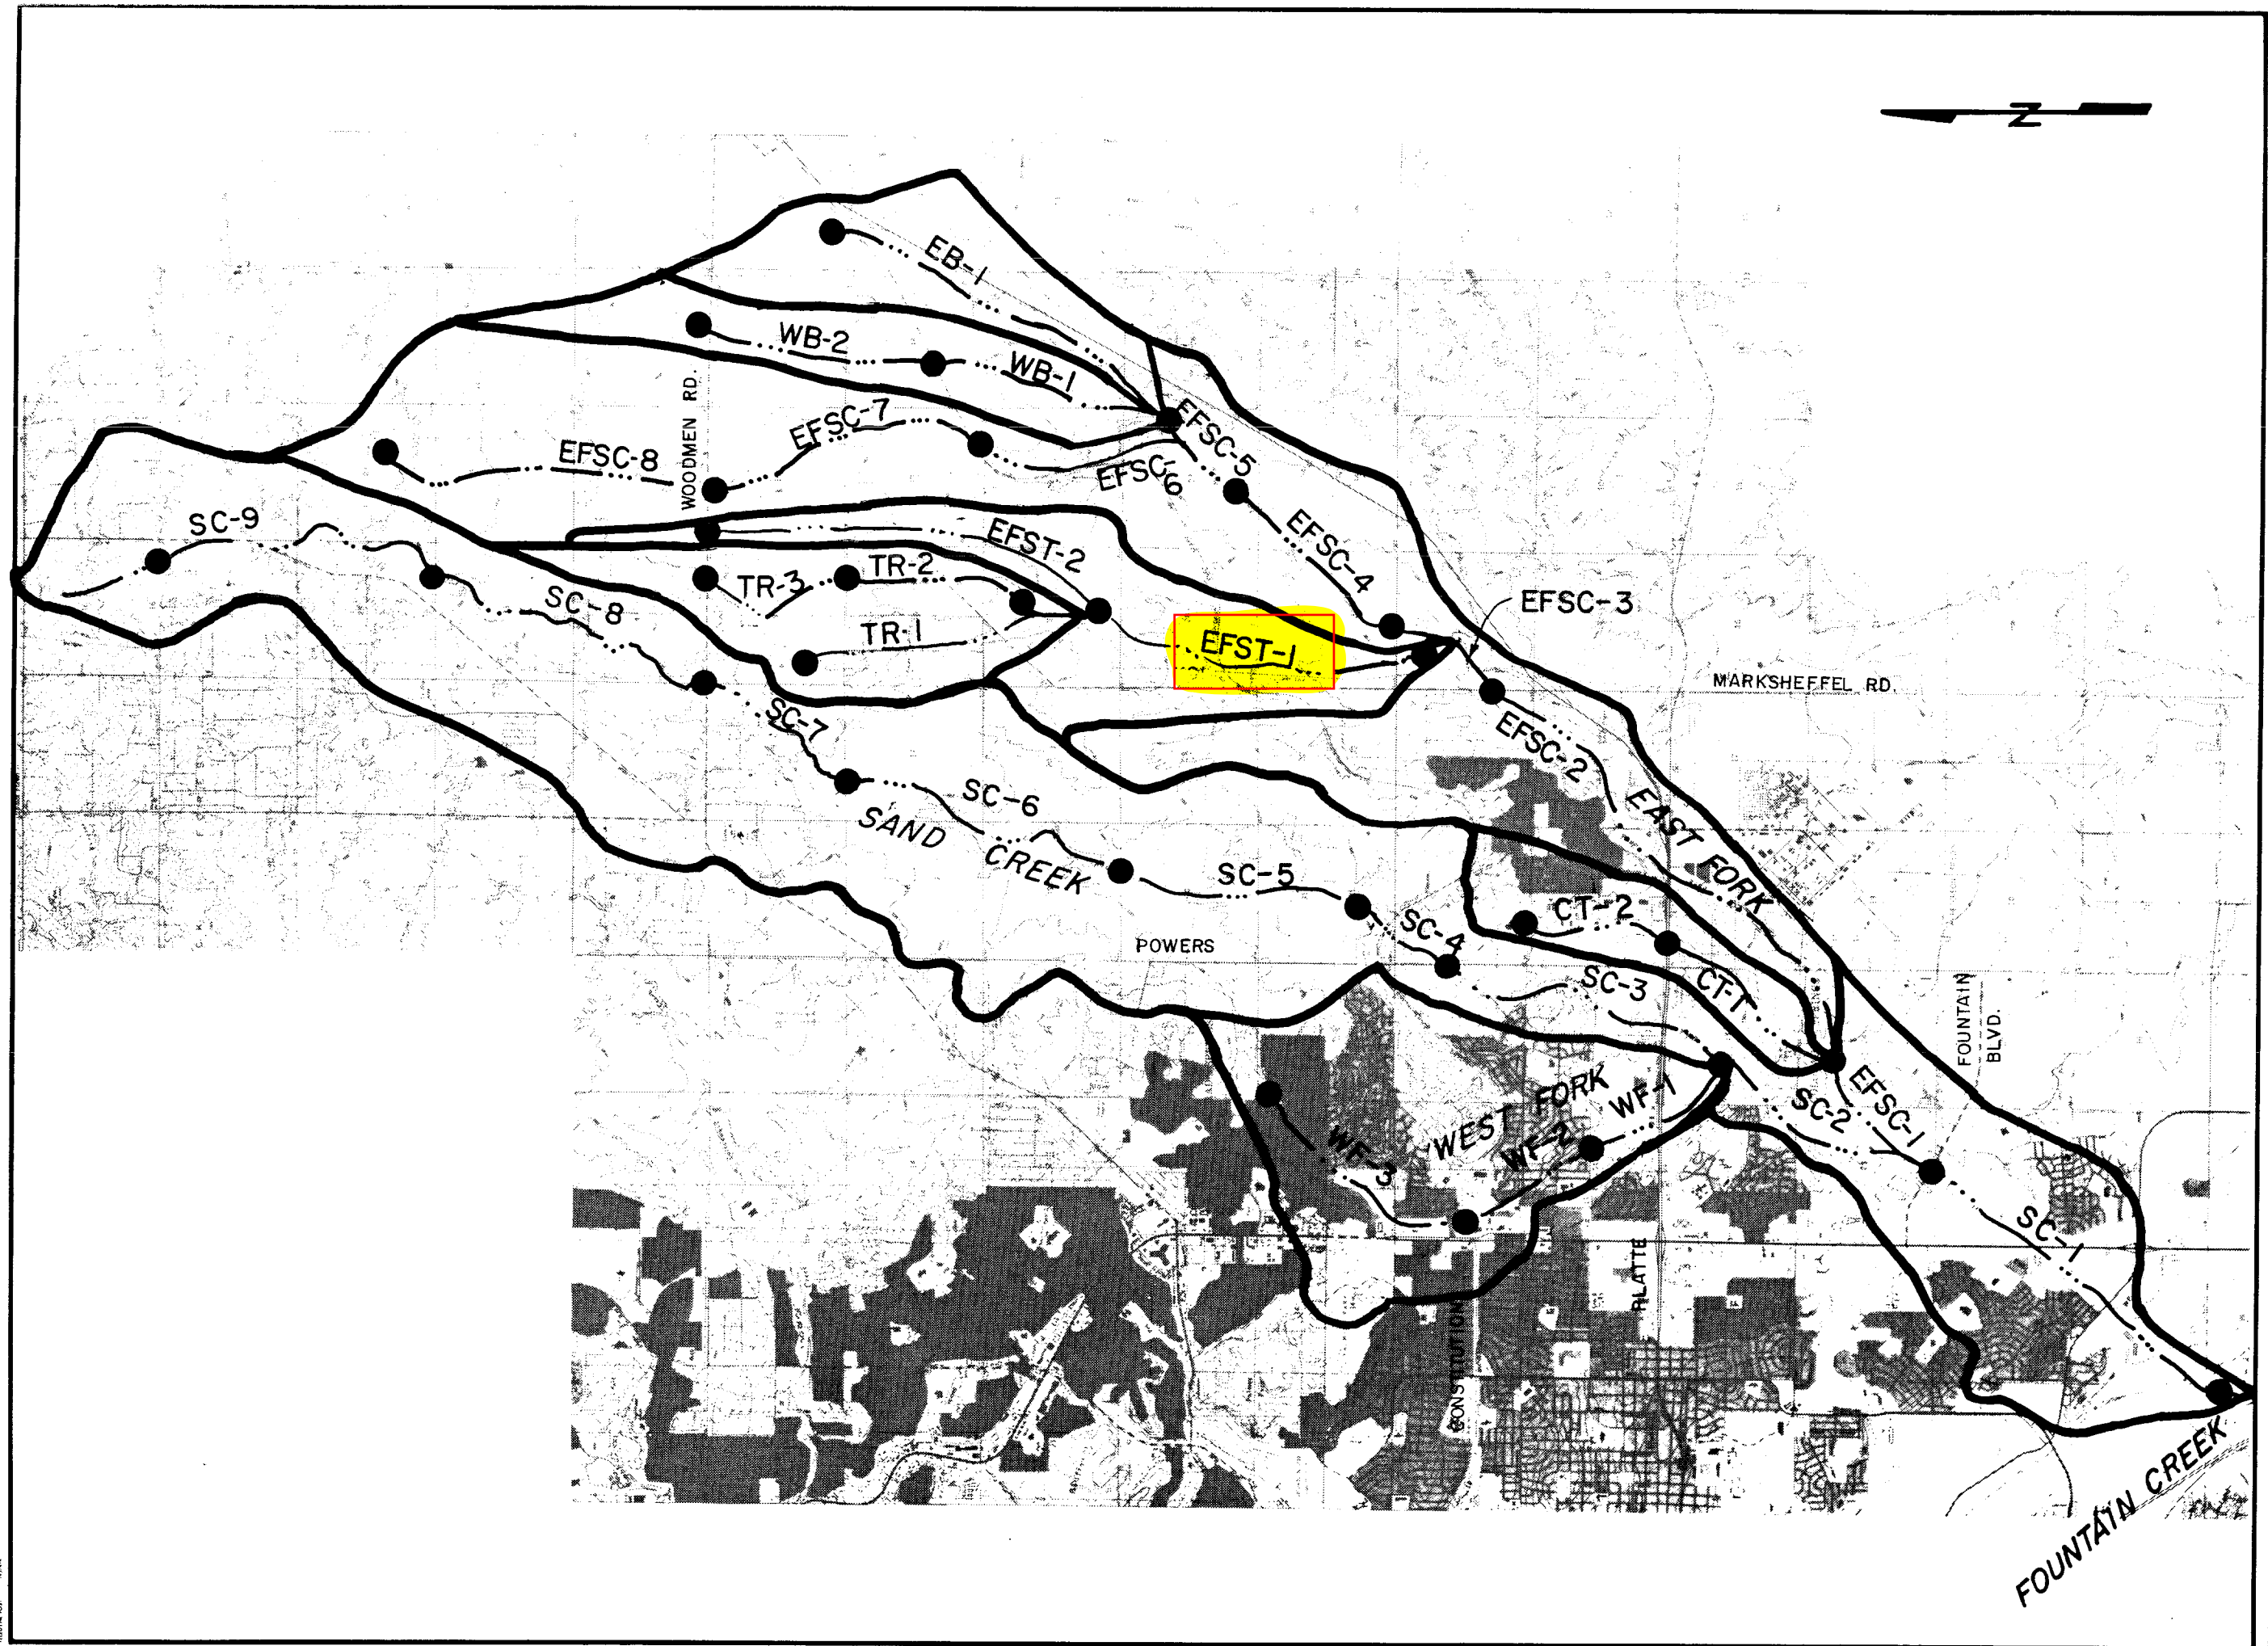 N
EB-1
WB-2
WB-1
WOODMEN RD.
EFSC-7
EFSC-5
EFSC-8
EFSC-
6
SC-9
EFST-2
EFSC-4
TR-2
TR-3
SC-8
EFSC-3
TR-1
EFST-1
MARKSHEFFEL RD.
SC-7
EFSC-2
SC-6
EAST FORK
SAND CREEK
SC-5
CT-2
SC-4
POWERS
SC-3
CT-1
FOUNTAIN
BLVD.
WEST FORK
WF-1
SC-2
EFSC-1
WF-3
WF-2
SC-1
PLATTE
CONSTITUTION
FOUNTAIN CREEK